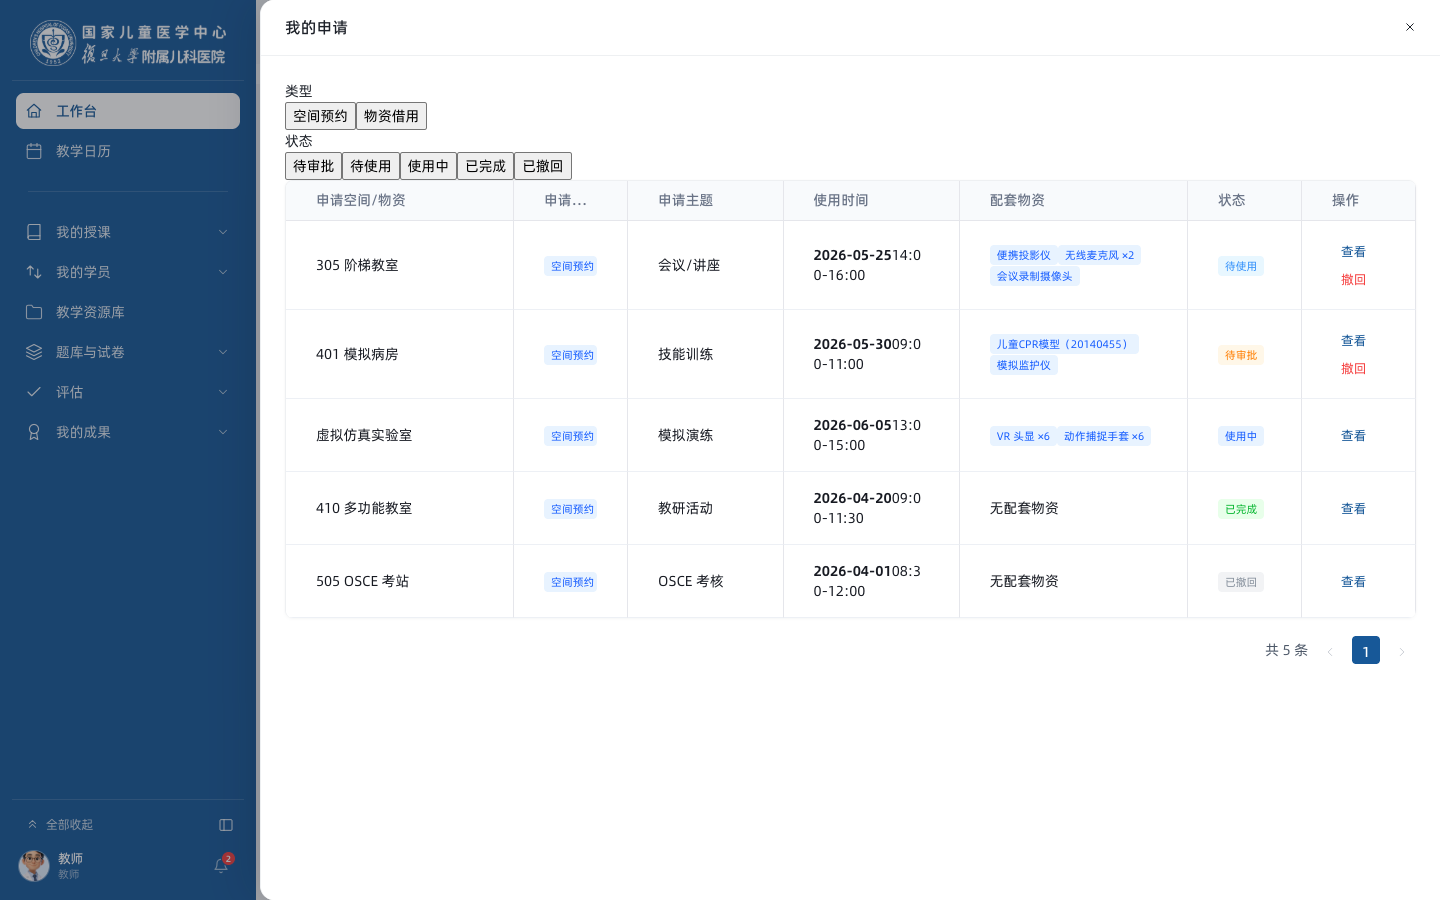 国家儿童医学中心
復旦大学附属儿科医院
工作台
教学日历
我的授课
我的学员
教学资源库
题库与试卷
评估
我的成果
全部收起
教师
教师
2
我的申请
类型
空间预约 物资借用
状态
待审批 待使用 使用中 已完成 已撤回
申请空间/物资 申请... 申请主题 使用时间 配套物资 状态 操作
305 阶梯教室 空间预约 会议/讲座
2026-05-2514:0
0-16:00
便携投影仪 无线麦克风 ×2
会议录制摄像头
待使用
查看
撤回
401 模拟病房 空间预约 技能训练
2026-05-3009:0
0-11:00
儿童CPR模型（20140455）
模拟监护仪
待审批
查看
撤回
虚拟仿真实验室 空间预约 模拟演练
2026-06-0513:0
0-15:00
VR 头显 ×6 动作捕捉手套 ×6
使用中
查看
410 多功能教室 空间预约 教研活动
2026-04-2009:0
0-11:30
无配套物资
已完成
查看
505 OSCE 考站 空间预约 OSCE 考核
2026-04-0108:3
0-12:00
无配套物资
已撤回
查看
共 5 条 1